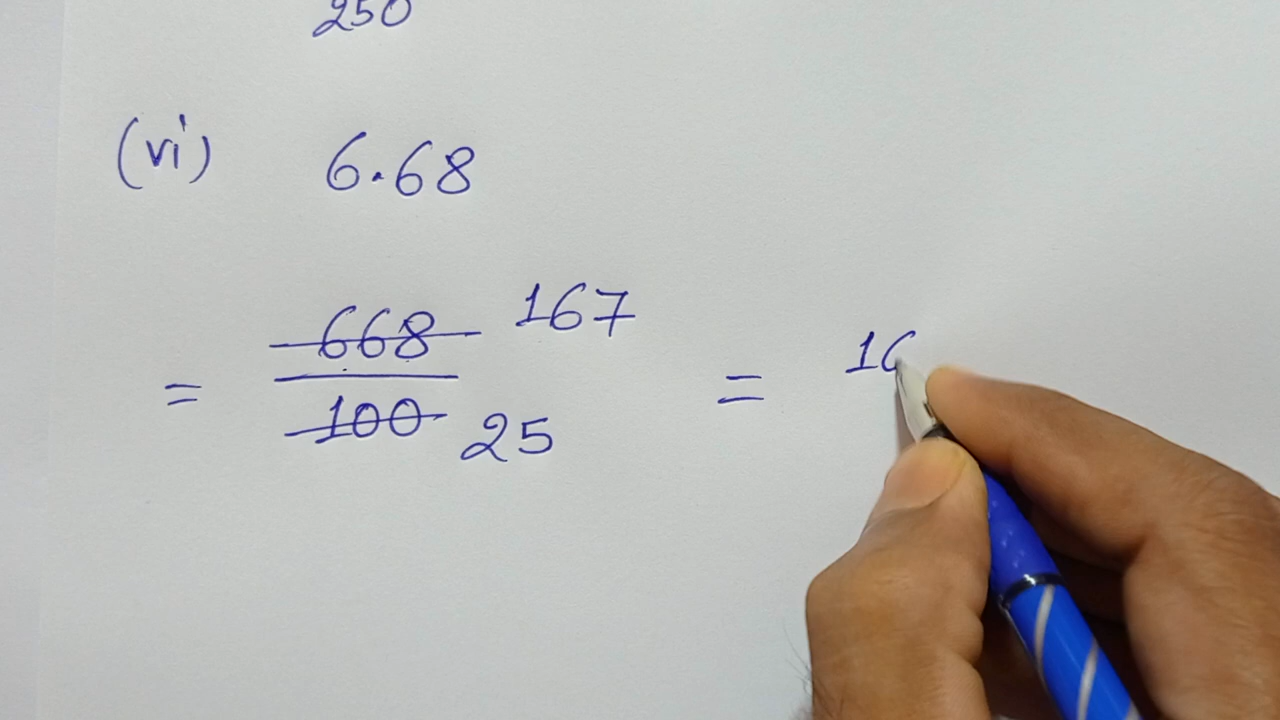 250
(vi) 6.68
= 668/100 167/25 = 16